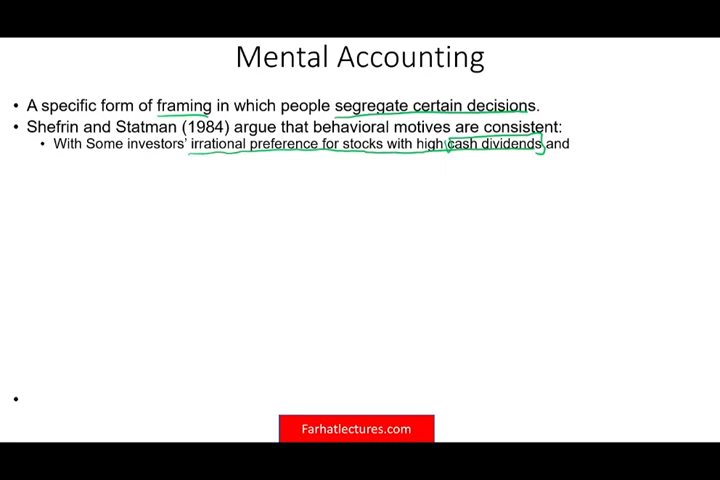 Mental Accounting
• A specific form of framing in which people segregate certain decisions.
• Shefrin and Statman (1984) argue that behavioral motives are consistent:
• With Some investors' irrational preference for stocks with high cash dividends and
•
Farhatlectures.com